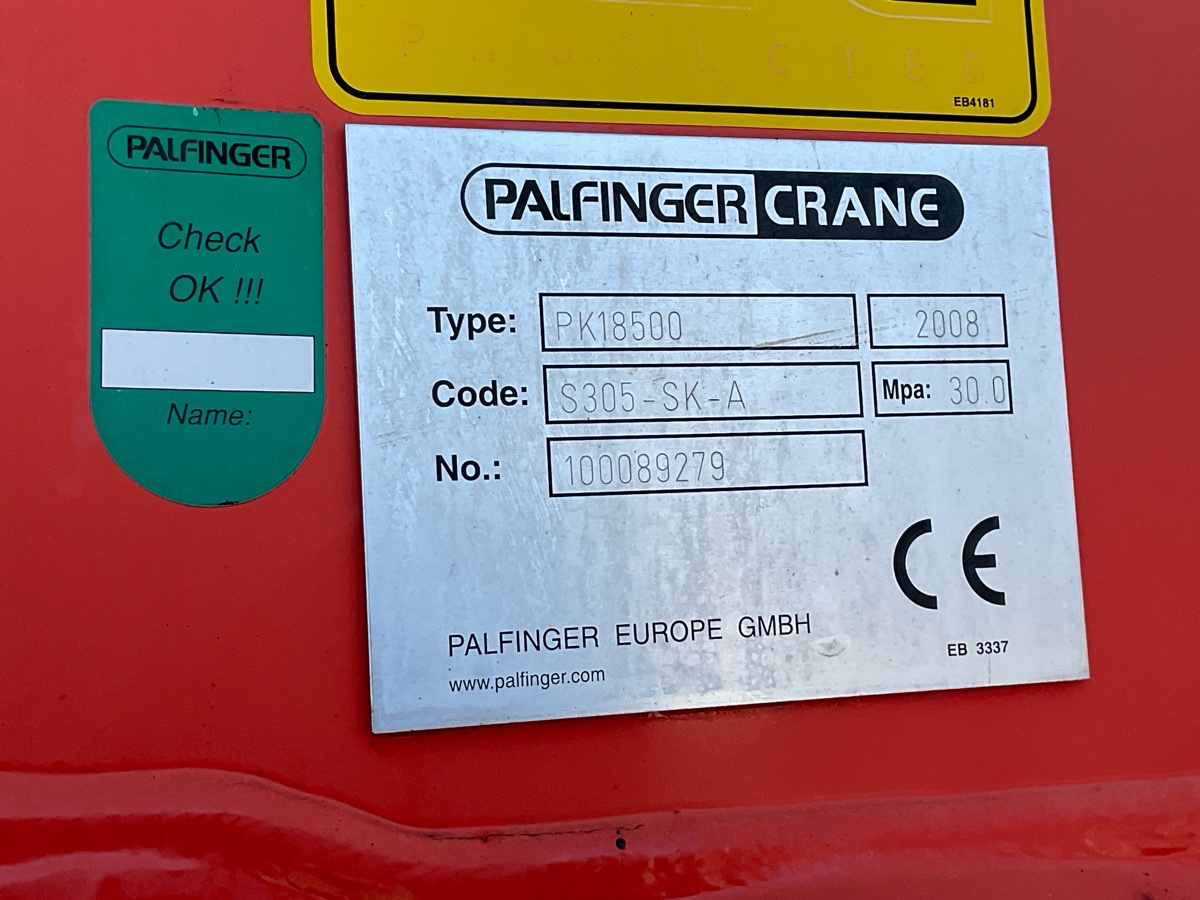 PROTECTED
EB4181
PALFINGER
Check
OK !!!
Name:
PALFINGER CRANE
Type: PK18500 2008
Code: S305-SK-A Mpa: 30.0
No.: 100089279
CE
PALFINGER EUROPE GMBH
www.palfinger.com
EB 3337